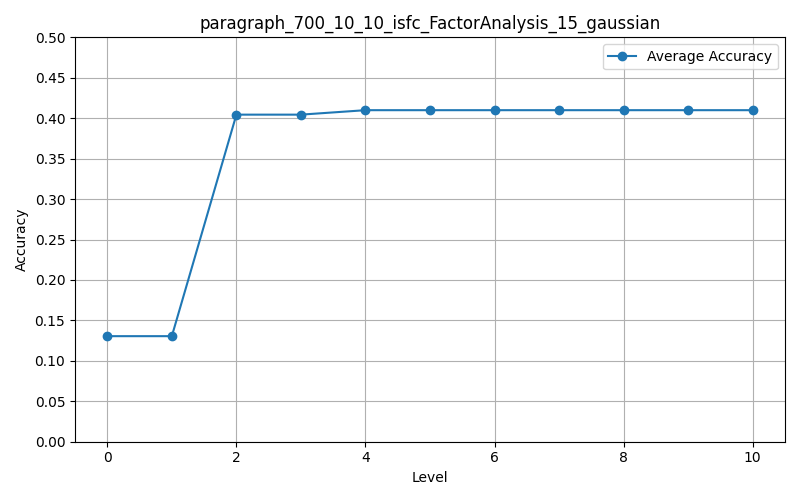 paragraph_700_10_10_isfc_FactorAnalysis_15_gaussian
Average Accuracy
0.50
0.45
0.40
0.35
0.30
0.25
0.20
0.15
0.10
0.05
0.00
Accuracy
0 2 4 6 8 10
Level